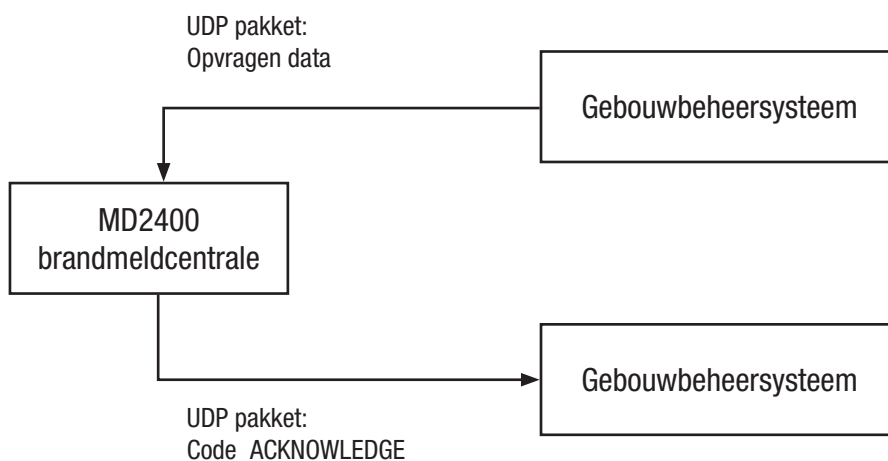 UDP pakket:
Opvragen data
Gebouwbeheersysteem
MD2400
brandmeldcentrale
Gebouwbeheersysteem
UDP pakket:
Code ACKNOWLEDGE